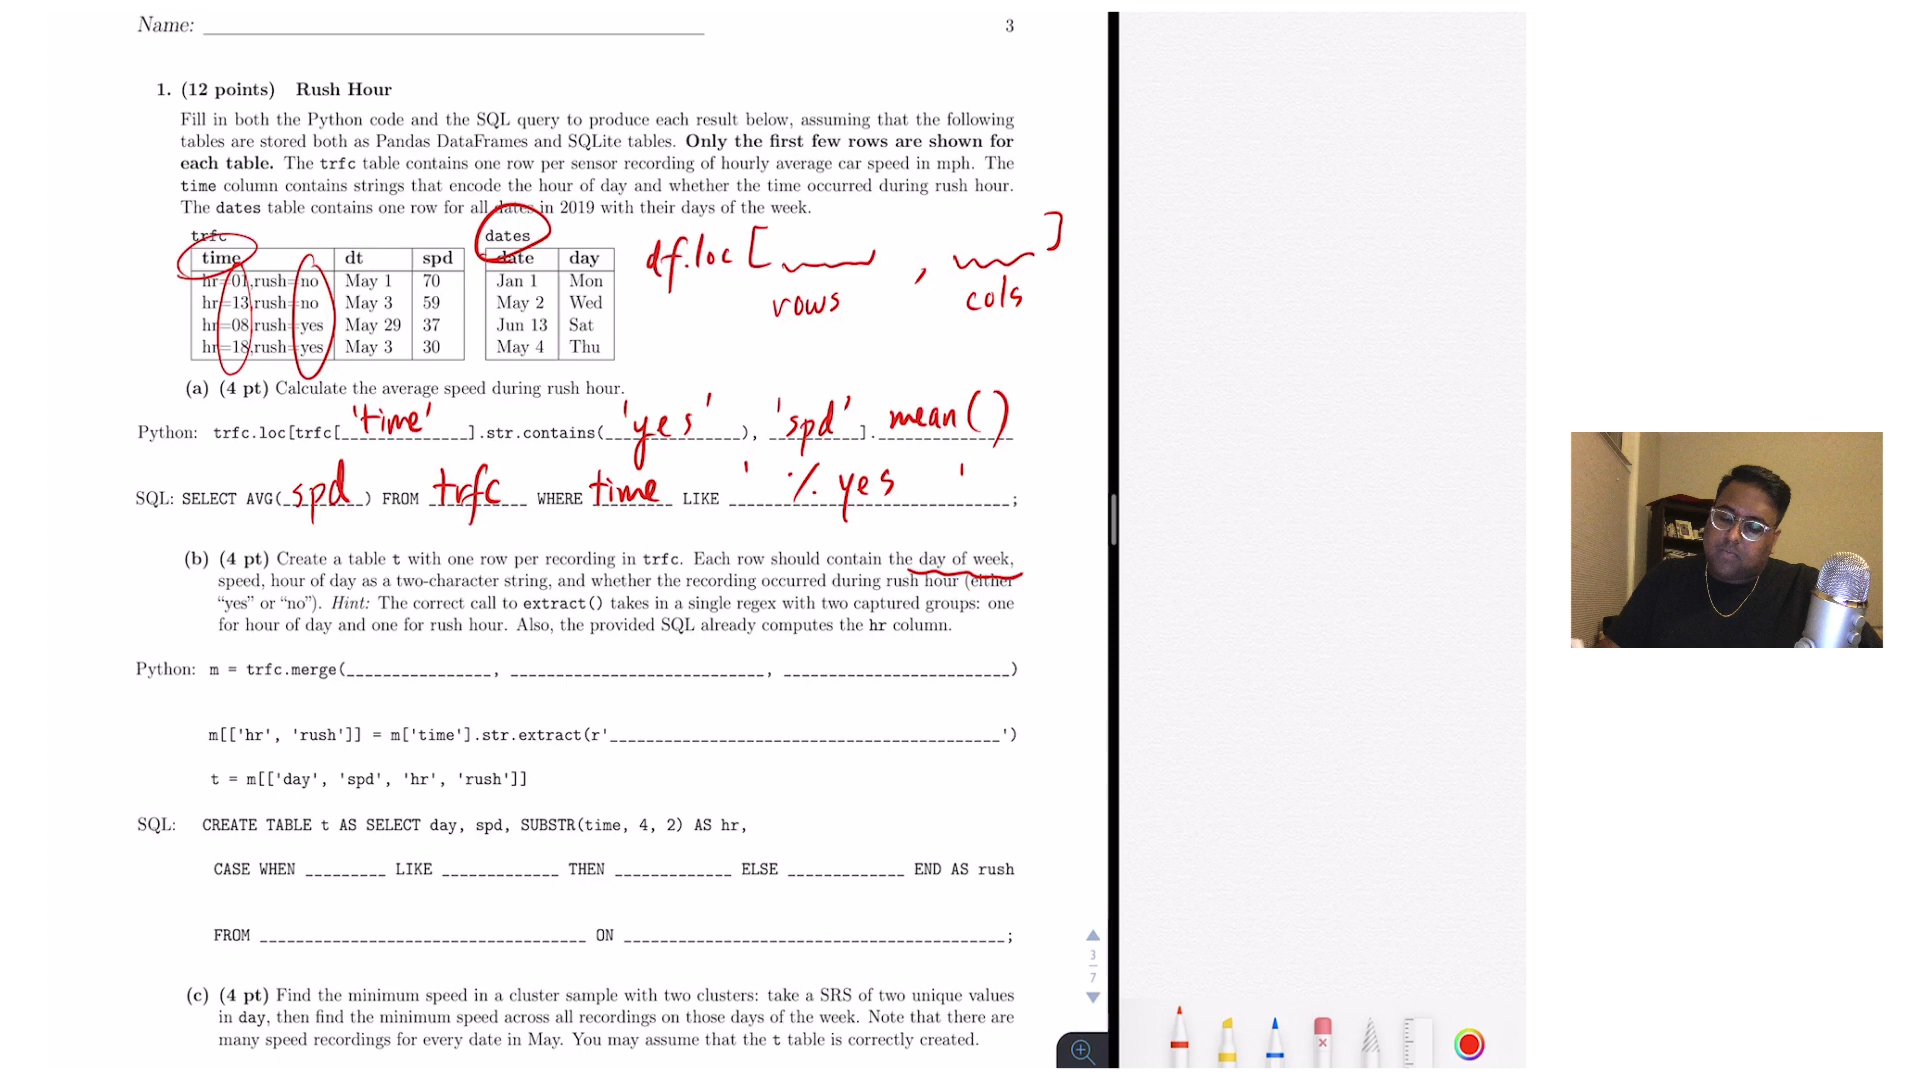 Name: ____________ 3
1. (12 points) Rush Hour
Fill in both the Python code and the SQL query to produce each result below, assuming that the following
tables are stored both as Pandas DataFrames and SQLite tables. Only the first few rows are shown for
each table. The trfc table contains one row per sensor recording of hourly average car speed in mph. The
time column contains strings that encode the hour of day and whether the time occurred during rush hour.
The dates table contains one row for all dates in 2019 with their days of the week.
trfc dates
time dt spd date day
hr=01,rush=no May 1 70 Jan 1 Mon
hr=13,rush=no May 3 59 May 2 Wed
hr=08,rush=yes May 29 37 Jun 13 Sat
hr=18,rush=yes May 3 30 May 4 Thu
df.loc [ , ]
rows cols
(a) (4 pt) Calculate the average speed during rush hour.
Python: trfc.loc[trfc['time'].str.contains('yes'), 'spd'].mean()
SQL: SELECT AVG(spd) FROM trfc WHERE time LIKE '%yes';
(b) (4 pt) Create a table t with one row per recording in trfc. Each row should contain the day of week,
speed, hour of day as a two-character string, and whether the recording occurred during rush hour (either
“yes” or “no”). Hint: The correct call to extract() takes in a single regex with two captured groups: one
for hour of day and one for rush hour. Also, the provided SQL already computes the hr column.
Python: m = trfc.merge(________________, ____________________________, _________________________)
m[['hr', 'rush']] = m['time'].str.extract(r'___________________________________________')
t = m[['day', 'spd', 'hr', 'rush']]
SQL: CREATE TABLE t AS SELECT day, spd, SUBSTR(time, 4, 2) AS hr,
CASE WHEN _________ LIKE _____________ THEN _____________ ELSE _____________ END AS rush
FROM ____________________________________ ON __________________________________________;
(c) (4 pt) Find the minimum speed in a cluster sample with two clusters: take a SRS of two unique values
in day, then find the minimum speed across all recordings on those days of the week. Note that there are
many speed recordings for every date in May. You may assume that the t table is correctly created.
3
7